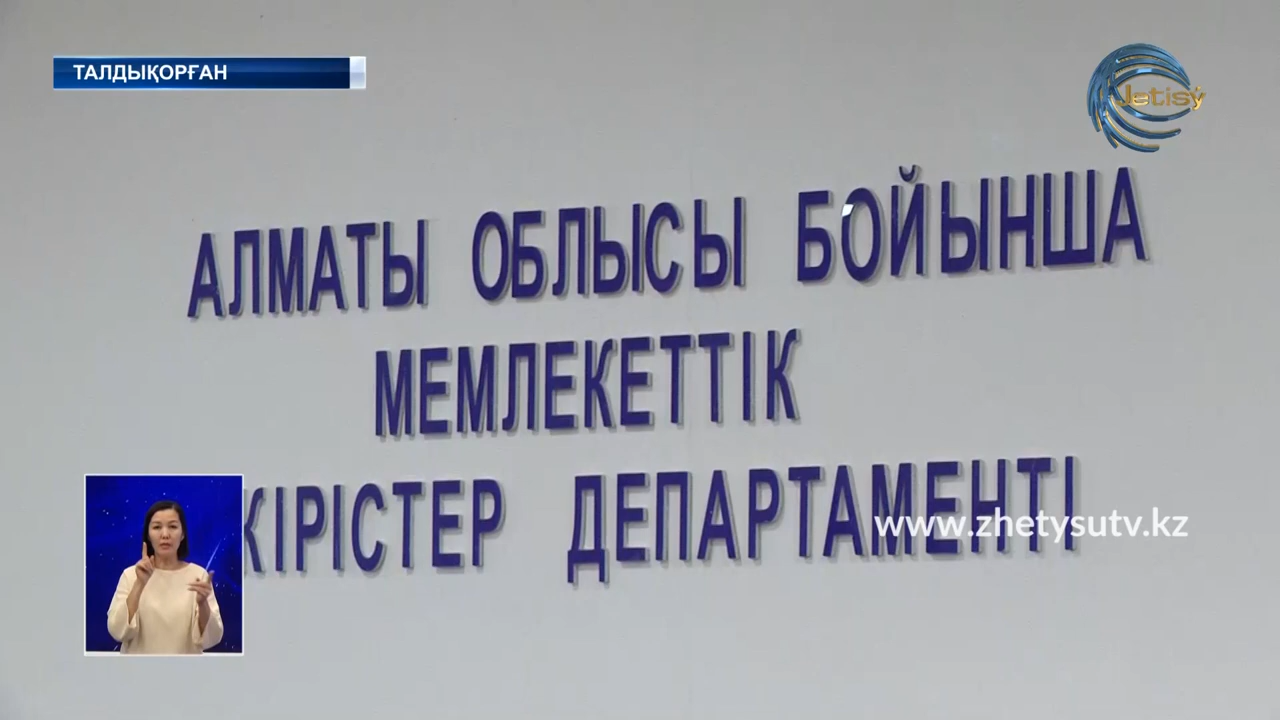 ТАЛДЫҚОРҒАН
Jetisý
АЛМАТЫ ОБЛЫСЫ БОЙЫНША
МЕМЛЕКЕТТІК
КІРІСТЕР ДЕПАРТАМЕНТІ
www.zhetysutv.kz